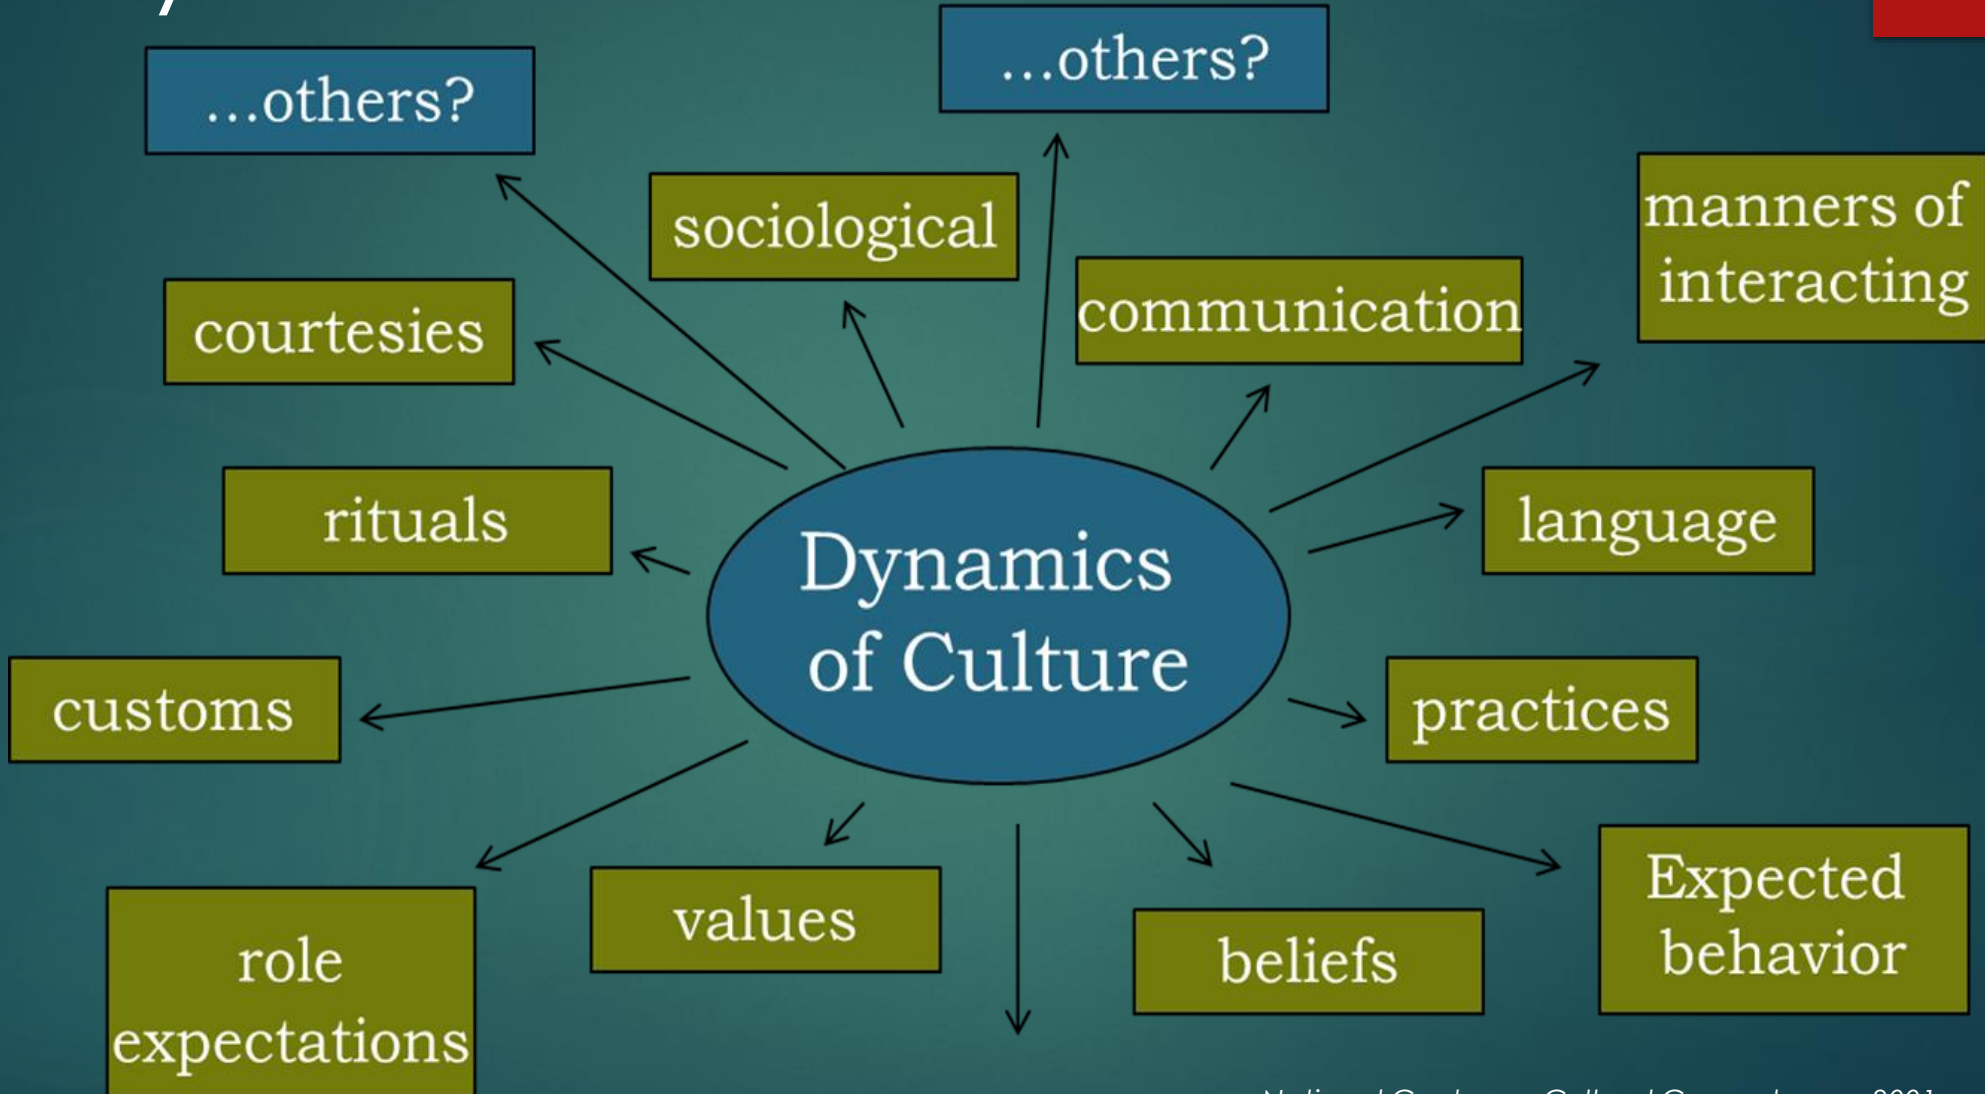 ...others?
...others?
sociological
manners of
interacting
communication
courtesies
rituals
language
Dynamics
of Culture
customs
practices
role
expectations
values
beliefs
Expected
behavior